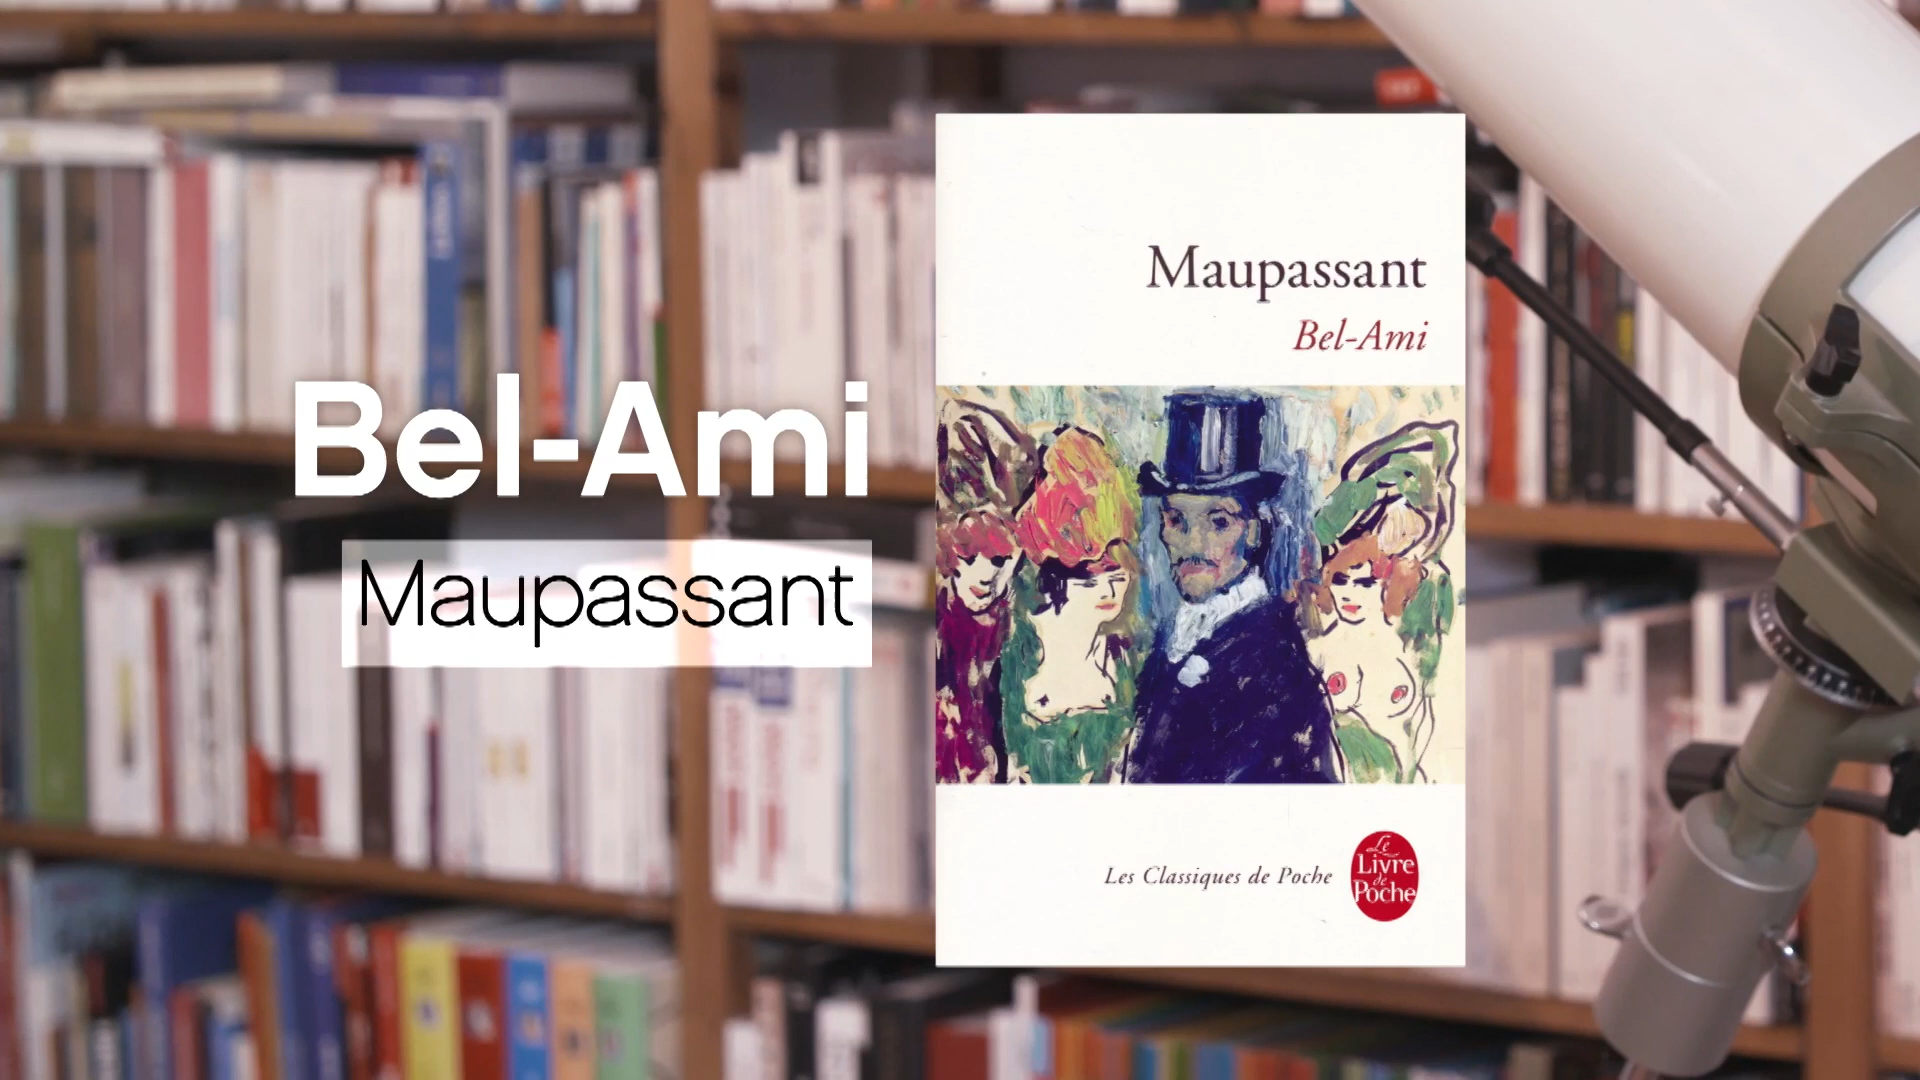 Bel-Ami
Maupassant
Maupassant
Bel-Ami
Les Classiques de Poche
Le
Livre
de
Poche